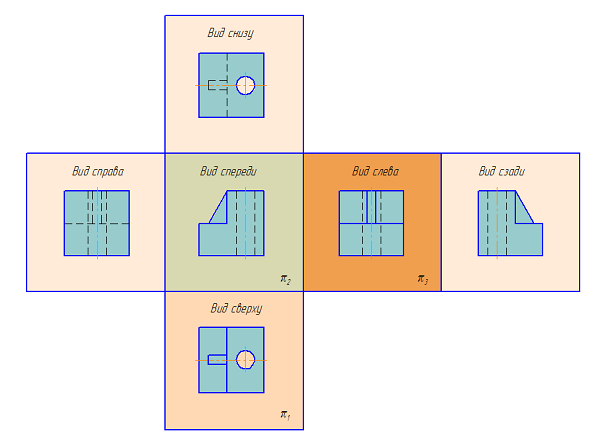 Вид снизу
Вид справа
Вид спереди
Вид слева
Вид сзади
π2
π3
Вид сверху
π1